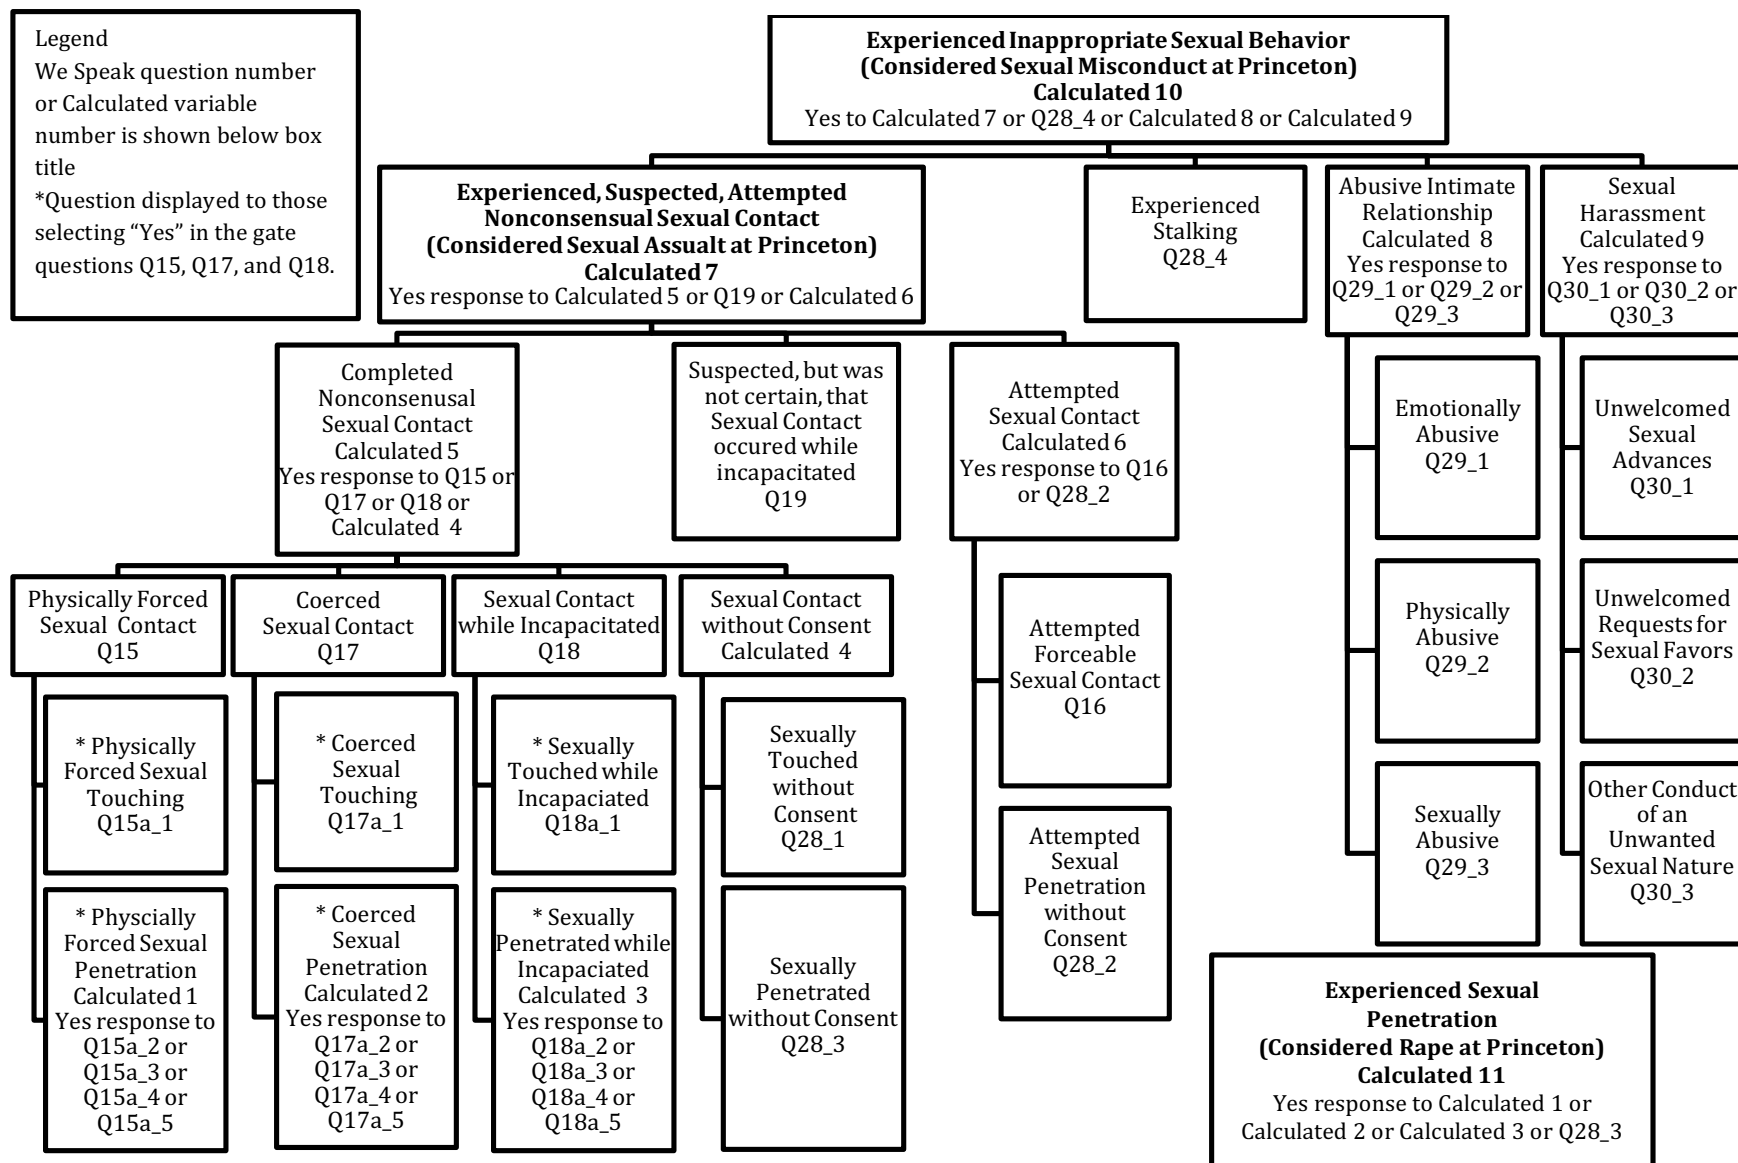 Legend
We Speak question number
or Calculated variable
number is shown below box
title
*Question displayed to those
selecting “Yes” in the gate
questions Q15, Q17, and Q18.
Experienced Inappropriate Sexual Behavior
(Considered Sexual Misconduct at Princeton)
Calculated 10
Yes to Calculated 7 or Q28_4 or Calculated 8 or Calculated 9
Experienced, Suspected, Attempted
Nonconsensual Sexual Contact
(Considered Sexual Assualt at Princeton)
Calculated 7
Yes response to Calculated 5 or Q19 or Calculated 6
Experienced
Stalking
Q28_4
Abusive Intimate
Relationship
Calculated 8
Yes response to
Q29_1 or Q29_2 or
Q29_3
Sexual
Harassment
Calculated 9
Yes response to
Q30_1 or Q30_2 or
Q30_3
Completed
Nonconsenusal
Sexual Contact
Calculated 5
Yes response to Q15 or
Q17 or Q18 or
Calculated 4
Suspected, but was
not certain, that
Sexual Contact
occured while
incapacitated
Q19
Attempted
Sexual Contact
Calculated 6
Yes response to Q16
or Q28_2
Emotionally
Abusive
Q29_1
Unwelcomed
Sexual
Advances
Q30_1
Physically Forced
Sexual Contact
Q15
Coerced
Sexual Contact
Q17
Sexual Contact
while Incapacitated
Q18
Sexual Contact
without Consent
Calculated 4
Attempted
Forceable
Sexual Contact
Q16
Physically
Abusive
Q29_2
Unwelcomed
Requests for
Sexual Favors
Q30_2
* Physically
Forced Sexual
Touching
Q15a_1
* Coerced
Sexual
Touching
Q17a_1
* Sexually
Touched while
Incapaciated
Q18a_1
Sexually
Touched
without
Consent
Q28_1
Attempted
Sexual
Penetration
without
Consent
Q28_2
Sexually
Abusive
Q29_3
Other Conduct
of an
Unwanted
Sexual Nature
Q30_3
* Physcially
Forced Sexual
Penetration
Calculated 1
Yes response to
Q15a_2 or
Q15a_3 or
Q15a_4 or
Q15a_5
* Coerced
Sexual
Penetration
Calculated 2
Yes response to
Q17a_2 or
Q17a_3 or
Q17a_4 or
Q17a_5
* Sexually
Penetrated while
Incapaciated
Calculated 3
Yes response to
Q18a_2 or
Q18a_3 or
Q18a_4 or
Q18a_5
Sexually
Penetrated
without Consent
Q28_3
Experienced Sexual
Penetration
(Considered Rape at Princeton)
Calculated 11
Yes response to Calculated 1 or
Calculated 2 or Calculated 3 or Q28_3